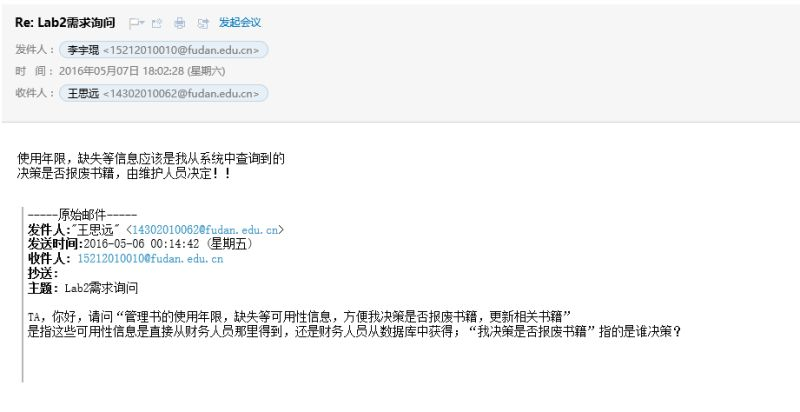 Re: Lab2需求询问 发起会议
发件人： 李宇琨 <15212010010@fudan.edu.cn>
时 间： 2016年05月07日 18:02:28 (星期六)
收件人： 王思远 <14302010062@fudan.edu.cn>
使用年限，缺失等信息应该是我从系统中查询到的
决策是否报废书籍，由维护人员决定！！
-----原始邮件-----
发件人:"王思远" <14302010062@fudan.edu.cn>
发送时间:2016-05-06 00:14:42 (星期五)
收件人: 15212010010@fudan.edu.cn
抄送:
主题: Lab2需求询问
TA，你好，请问“管理书的使用年限，缺失等可用性信息，方便我决策是否报废书籍，更新相关书籍”
是指这些可用性信息是直接从财务人员那里得到，还是财务人员从数据库中获得；“我决策是否报废书籍”指的是谁决策？